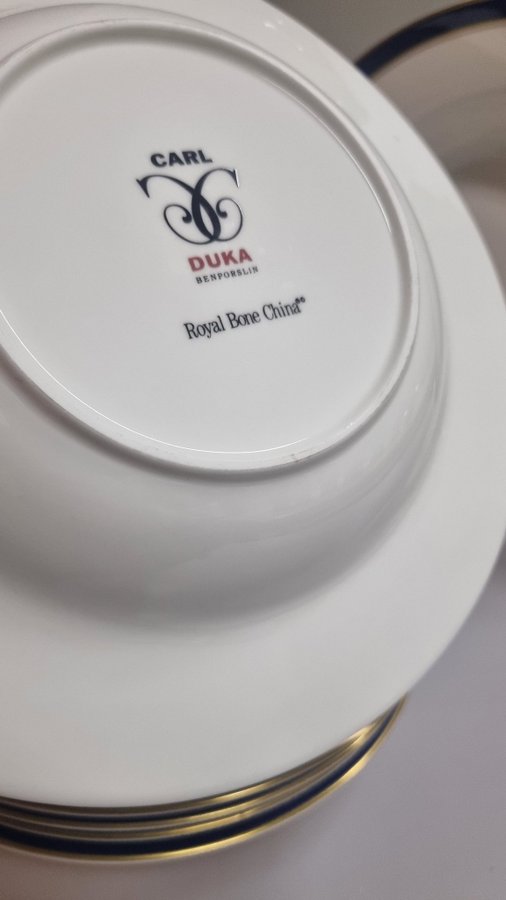 CARL
DUKA
BENPORSLIN
Royal Bone China